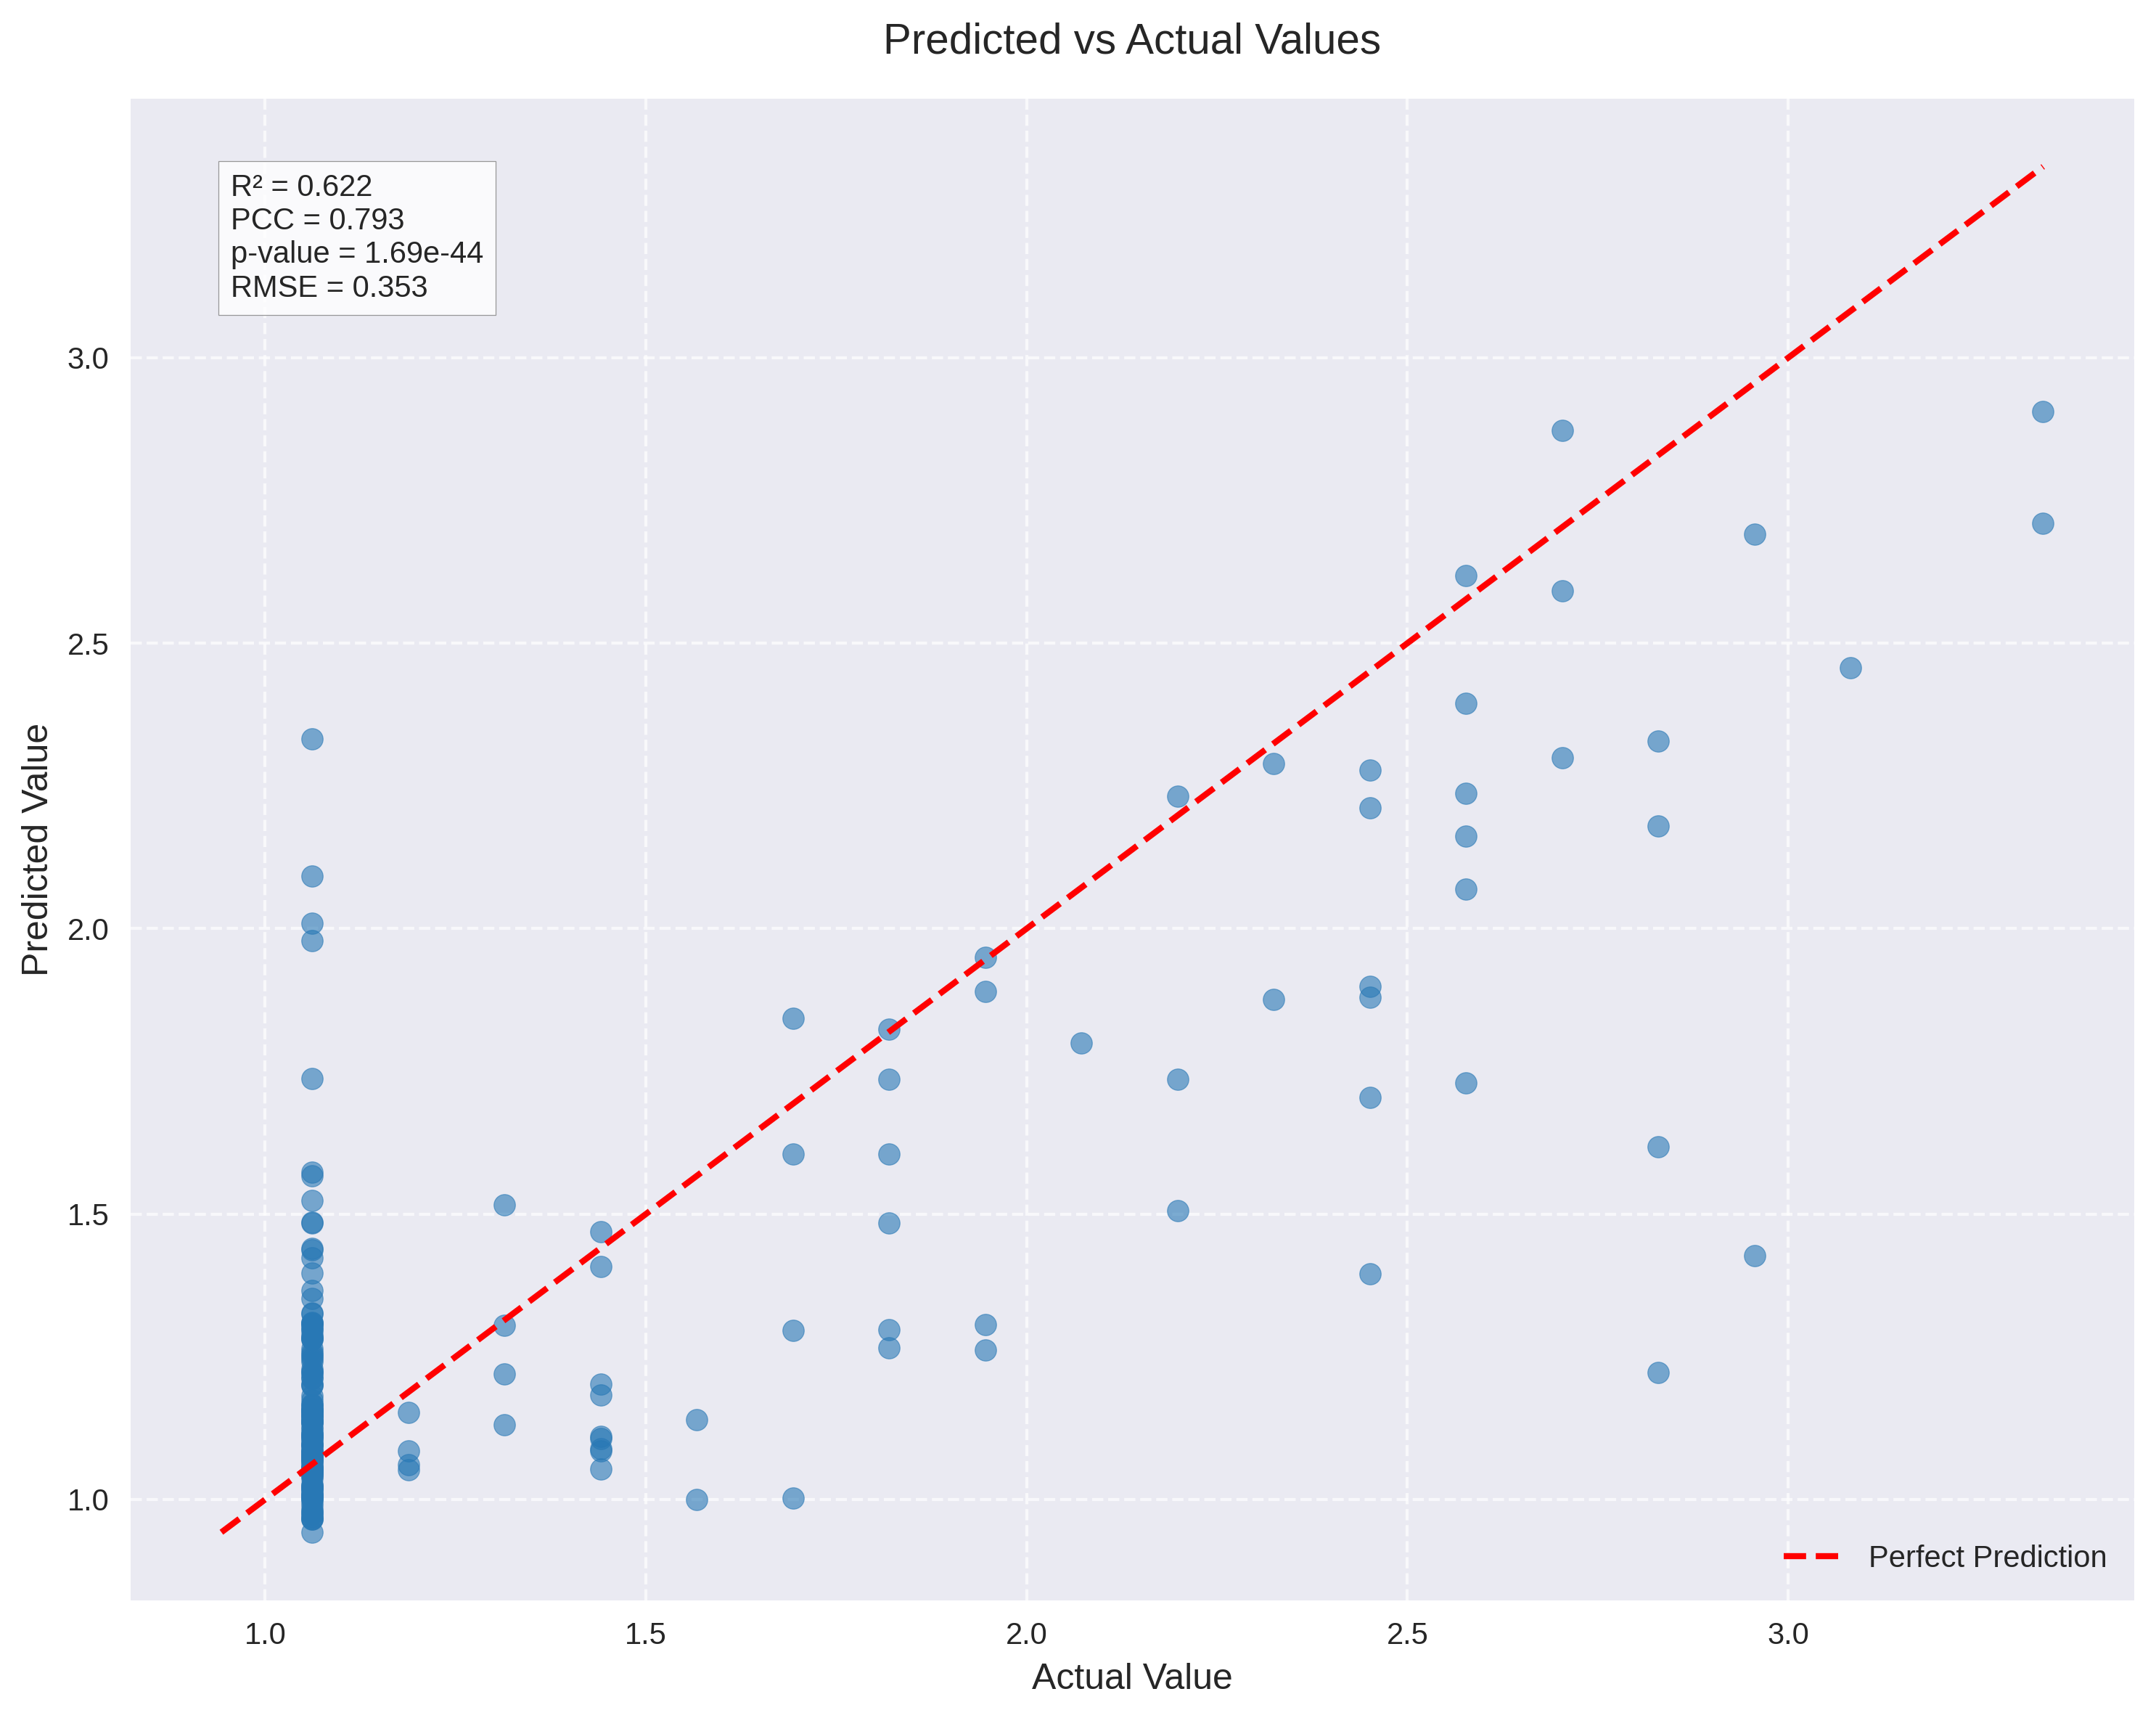 Predicted vs Actual Values
R² = 0.622
PCC = 0.793
p-value = 1.69e-44
RMSE = 0.353
3.0
2.5
2.0
1.5
1.0
Predicted Value
Perfect Prediction
1.0 1.5 2.0 2.5 3.0
Actual Value